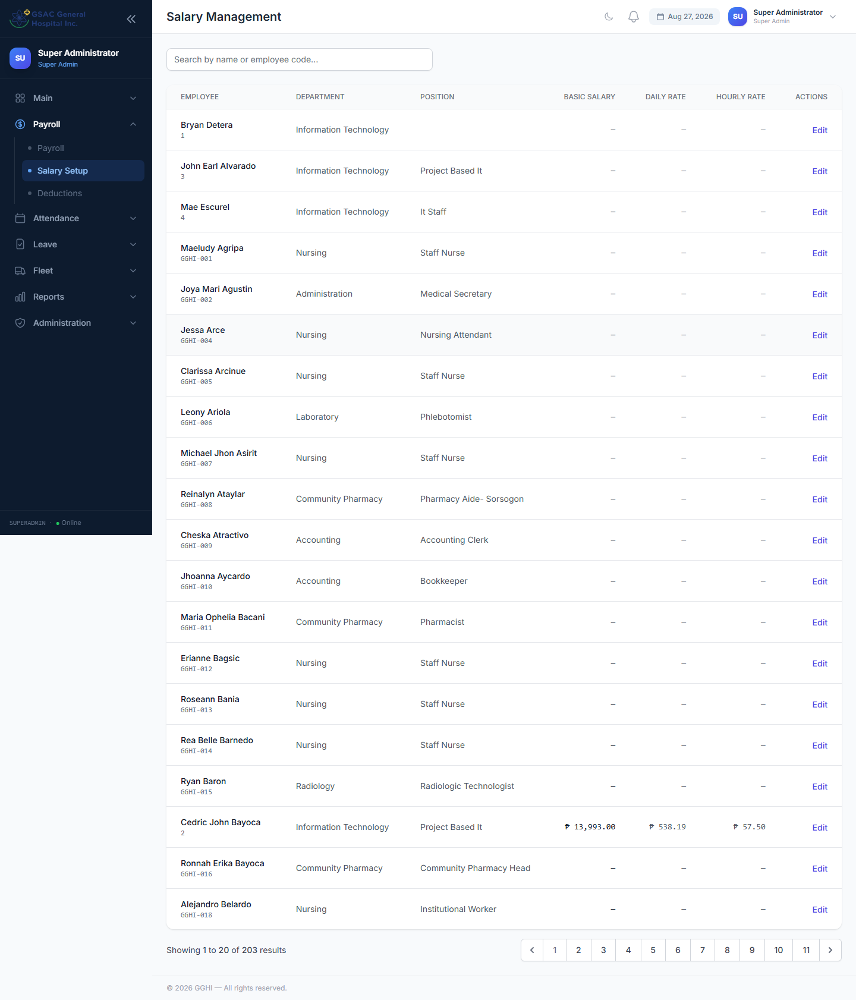 GSAC General
Hospital Inc.
SU
Super Administrator
Super Admin
Main
Payroll
Payroll
Salary Setup
Deductions
Attendance
Leave
Fleet
Reports
Administration
SUPERADMIN · ● Online
Salary Management
Aug 27, 2026
SU
Super Administrator
Super Admin
Search by name or employee code...
EMPLOYEE DEPARTMENT POSITION BASIC SALARY DAILY RATE HOURLY RATE ACTIONS
Bryan Detera
1
Information Technology — — — Edit
John Earl Alvarado
3
Information Technology Project Based It — — — Edit
Mae Escurel
4
Information Technology It Staff — — — Edit
Maeludy Agripa
GGHI-001
Nursing Staff Nurse — — — Edit
Joya Mari Agustin
GGHI-002
Administration Medical Secretary — — — Edit
Jessa Arce
GGHI-004
Nursing Nursing Attendant — — — Edit
Clarissa Arcinue
GGHI-005
Nursing Staff Nurse — — — Edit
Leony Ariola
GGHI-006
Laboratory Phlebotomist — — — Edit
Michael Jhon Asirit
GGHI-007
Nursing Staff Nurse — — — Edit
Reinalyn Ataylar
GGHI-008
Community Pharmacy Pharmacy Aide- Sorsogon — — — Edit
Cheska Atractivo
GGHI-009
Accounting Accounting Clerk — — — Edit
Jhoanna Aycardo
GGHI-010
Accounting Bookkeeper — — — Edit
Maria Ophelia Bacani
GGHI-011
Community Pharmacy Pharmacist — — — Edit
Erianne Bagsic
GGHI-012
Nursing Staff Nurse — — — Edit
Roseann Bania
GGHI-013
Nursing Staff Nurse — — — Edit
Rea Belle Barnedo
GGHI-014
Nursing Staff Nurse — — — Edit
Ryan Baron
GGHI-015
Radiology Radiologic Technologist — — — Edit
Cedric John Bayoca
2
Information Technology Project Based It ₱ 13,993.00 ₱ 538.19 ₱ 57.50 Edit
Ronnah Erika Bayoca
GGHI-016
Community Pharmacy Community Pharmacy Head — — — Edit
Alejandro Belardo
GGHI-018
Nursing Institutional Worker — — — Edit
Showing 1 to 20 of 203 results
1 2 3 4 5 6 7 8 9 10 11
© 2026 GGHI — All rights reserved.